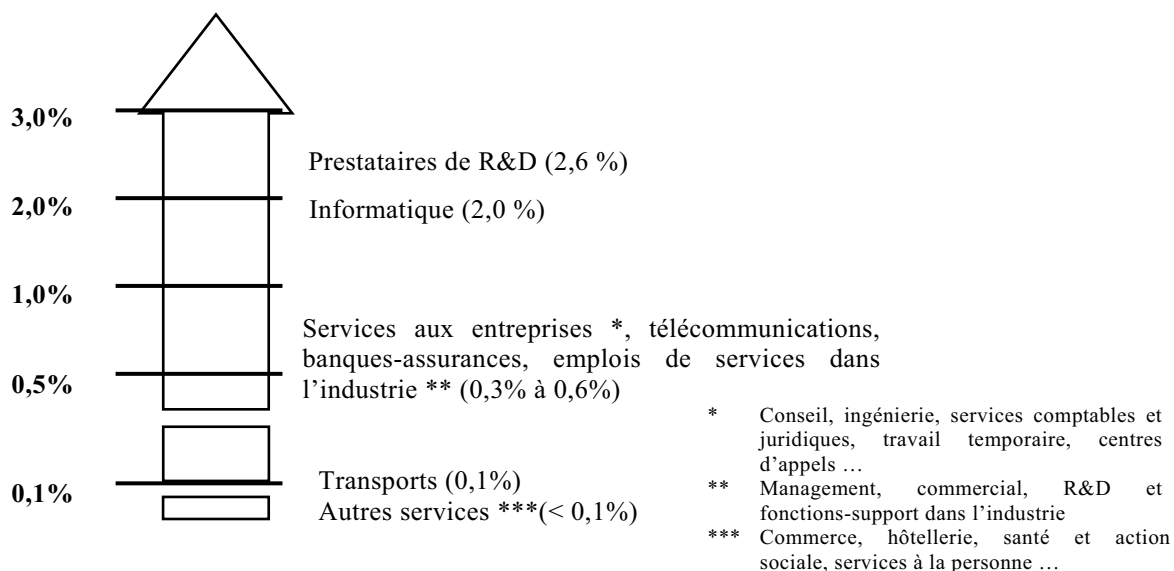 3,0%
Prestataires de R&D (2,6 %)
2,0%
Informatique (2,0 %)
1,0%
Services aux entreprises *, télécommunications,
banques-assurances, emplois de services dans
l’industrie ** (0,3% à 0,6%)
0,5%
* Conseil, ingénierie, services comptables et
juridiques, travail temporaire, centres
d’appels …
** Management, commercial, R&D et
fonctions-support dans l’industrie
*** Commerce, hôtellerie, santé et action
sociale, services à la personne …
Transports (0,1%)
0,1%
Autres services ***(< 0,1%)